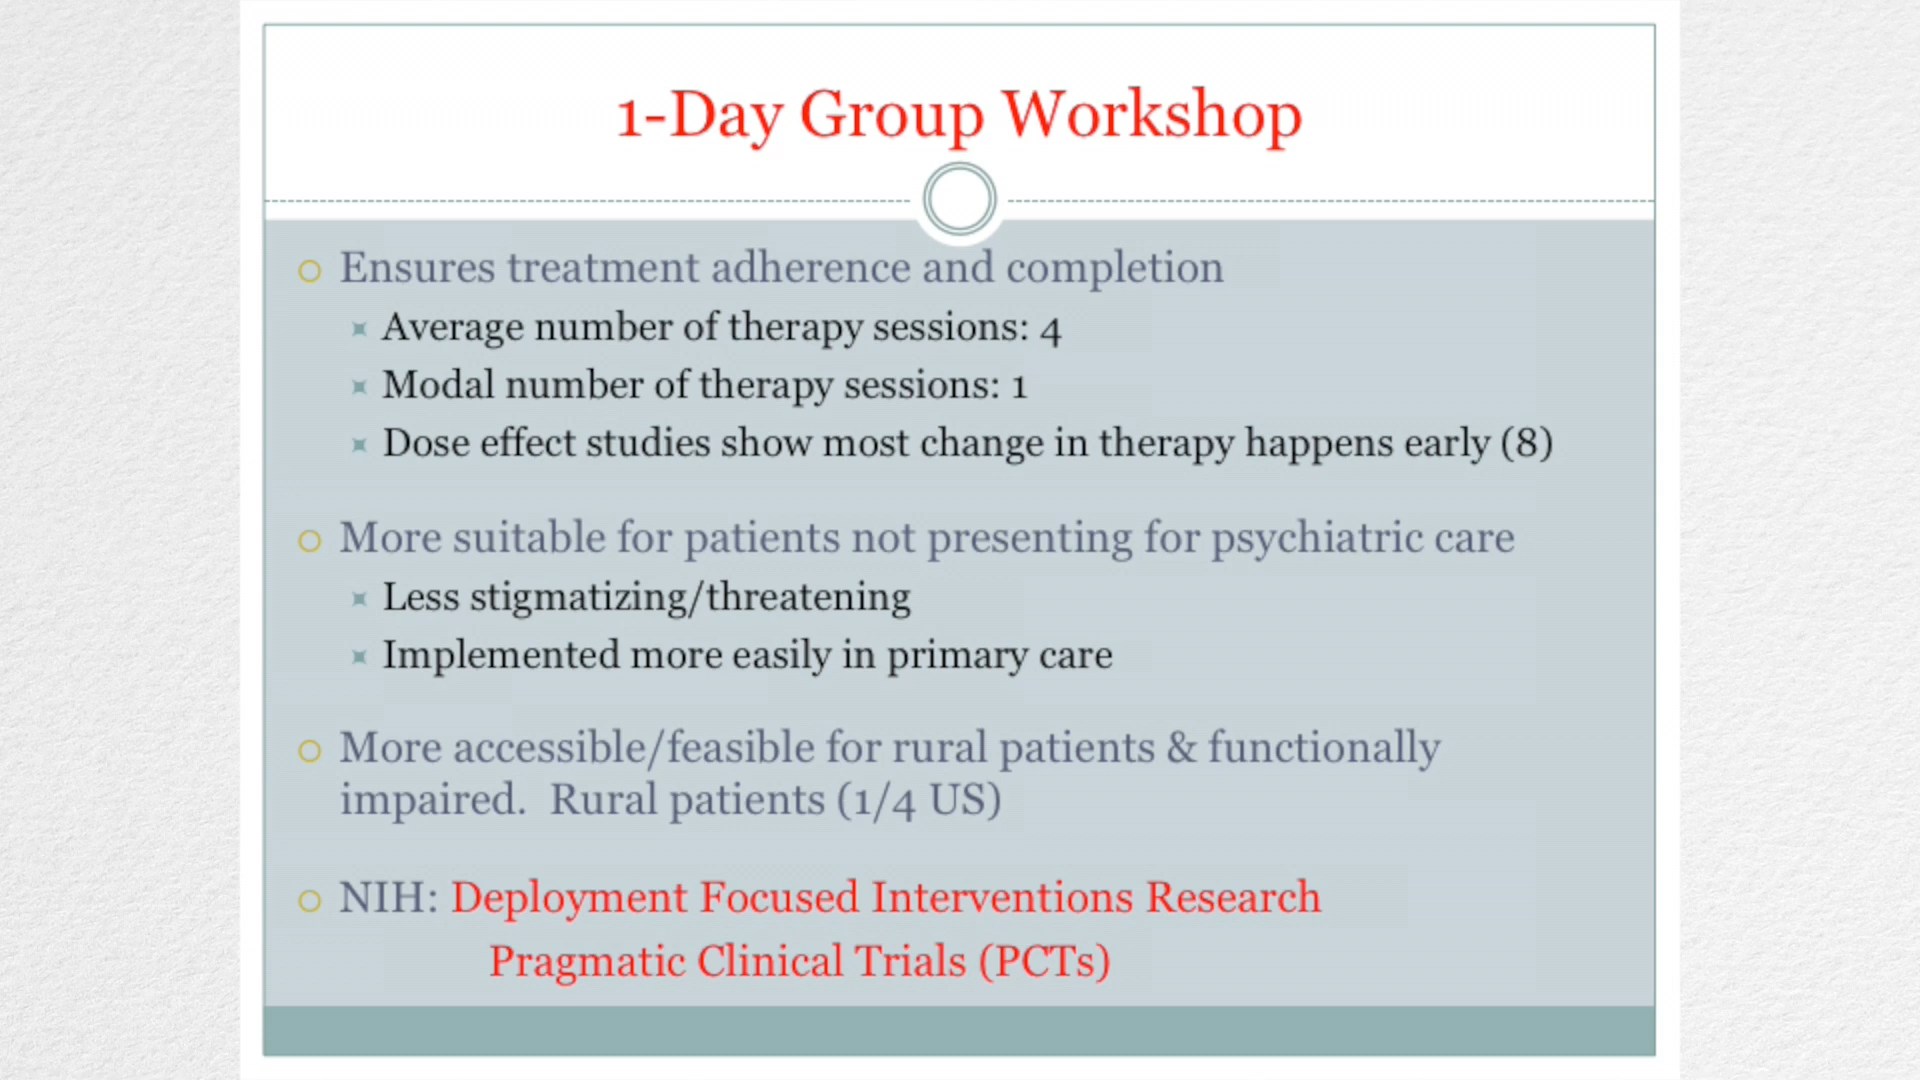 1-Day Group Workshop
Ensures treatment adherence and completion
Average number of therapy sessions: 4
Modal number of therapy sessions: 1
Dose effect studies show most change in therapy happens early (8)
More suitable for patients not presenting for psychiatric care
Less stigmatizing/threatening
Implemented more easily in primary care
More accessible/feasible for rural patients & functionally
impaired. Rural patients (1/4 US)
NIH: Deployment Focused Interventions Research
Pragmatic Clinical Trials (PCTs)